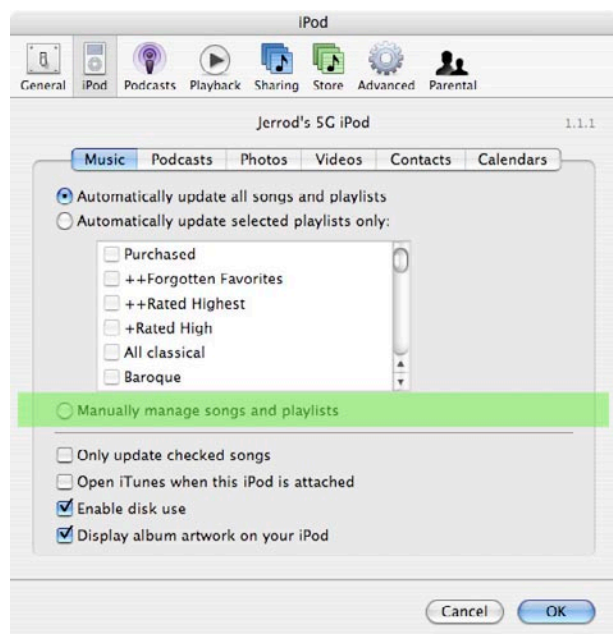 iPod
General iPod Podcasts Playback Sharing Store Advanced Parental
Jerrod's 5G iPod 1.1.1
Music Podcasts Photos Videos Contacts Calendars
Automatically update all songs and playlists
Automatically update selected playlists only:
Purchased
++Forgotten Favorites
++Rated Highest
+Rated High
All classical
Baroque
Manually manage songs and playlists
Only update checked songs
Open iTunes when this iPod is attached
Enable disk use
Display album artwork on your iPod
Cancel OK